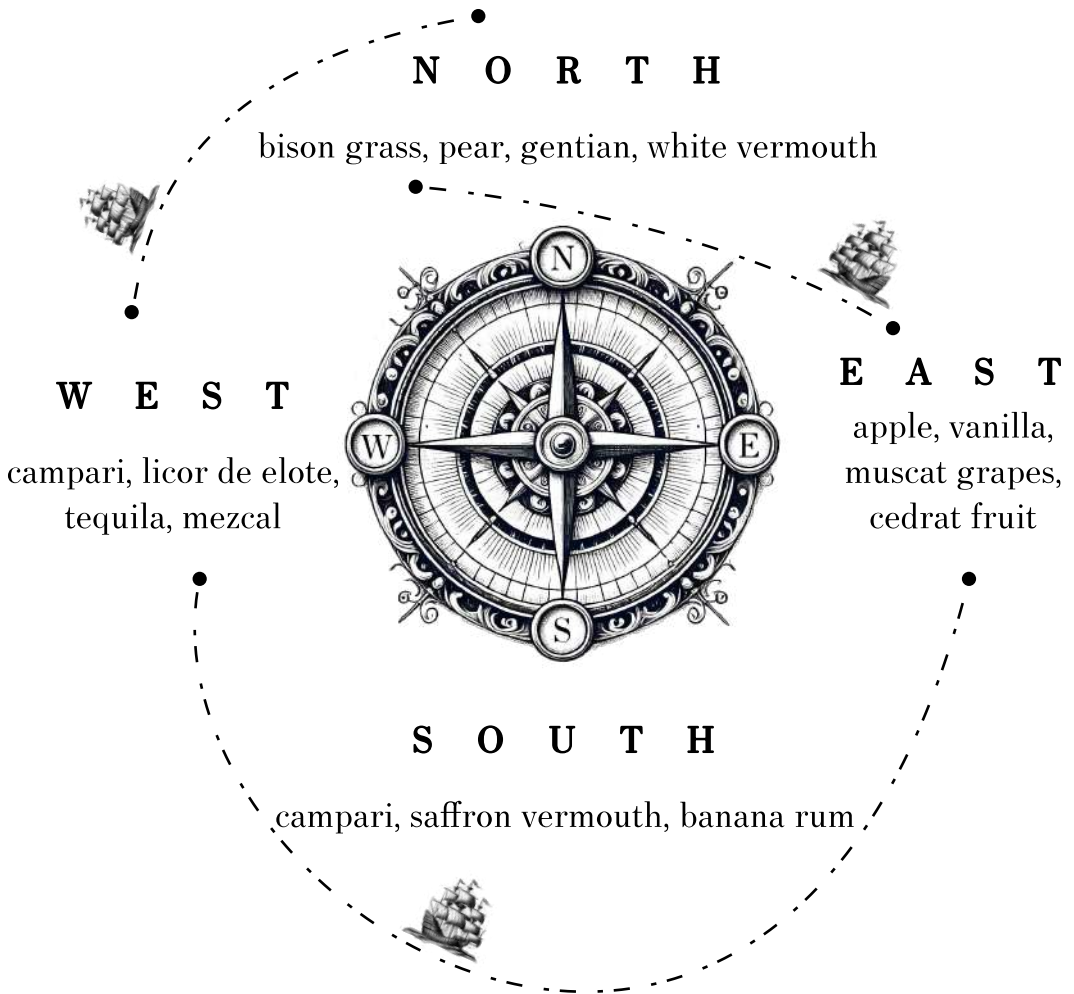 N O R T H
bison grass, pear, gentian, white vermouth
N
W E S T
campari, licor de elote,
tequila, mezcal
W
E
E A S T
apple, vanilla,
muscat grapes,
cedrat fruit
S
S O U T H
campari, saffron vermouth, banana rum